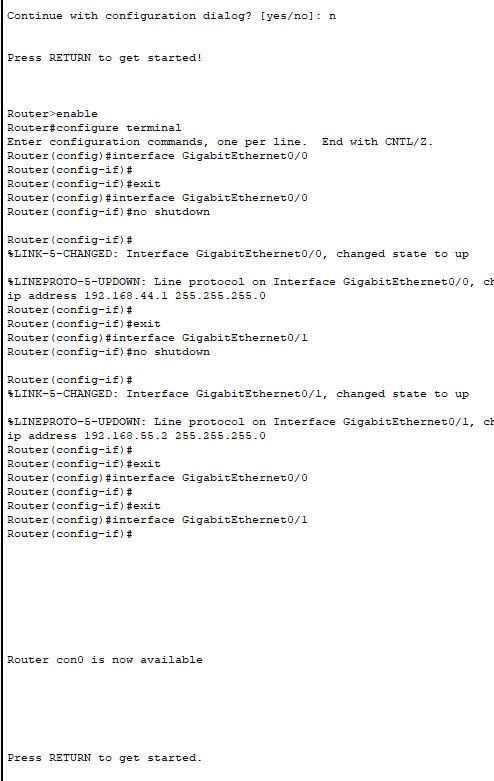 Continue with configuration dialog? [yes/no]: n
Press RETURN to get started!
Router>enable
Router#configure terminal
Enter configuration commands, one per line.  End with CNTL/Z.
Router(config)#interface GigabitEthernet0/0
Router(config-if)#
Router(config-if)#exit
Router(config)#interface GigabitEthernet0/0
Router(config-if)#no shutdown
Router(config-if)#
%LINK-5-CHANGED: Interface GigabitEthernet0/0, changed state to up
%LINEPROTO-5-UPDOWN: Line protocol on Interface GigabitEthernet0/0, ch
ip address 192.168.44.1 255.255.255.0
Router(config-if)#
Router(config-if)#exit
Router(config)#interface GigabitEthernet0/1
Router(config-if)#no shutdown
Router(config-if)#
%LINK-5-CHANGED: Interface GigabitEthernet0/1, changed state to up
%LINEPROTO-5-UPDOWN: Line protocol on Interface GigabitEthernet0/1, ch
ip address 192.168.55.2 255.255.255.0
Router(config-if)#
Router(config-if)#exit
Router(config)#interface GigabitEthernet0/0
Router(config-if)#
Router(config-if)#exit
Router(config)#interface GigabitEthernet0/1
Router(config-if)#
Router con0 is now available
Press RETURN to get started.